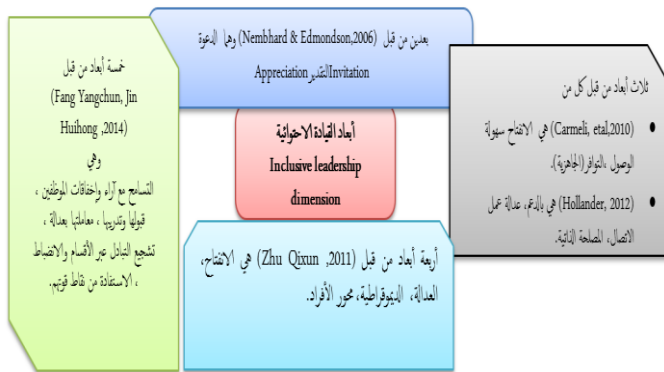 بعدين من قبل (Nembhard & Edmondson,2006) وهما الدعوة
Invitationالتقدير Appreciation
ثلاث أبعاد من قبل كل من
(Carmeli, etal,2010) هي الانفتاح سهولة
الوصول ،التوافر(الجاهزية).
(Hollander, 2012) هي بالدعم، عدالة عمل
الاتصال، المصلحة الذاتية.
أبعاد القيادة الاحتوائية
Inclusive leadership
dimension
خمسة أبعاد من قبل
(Fang Yangchun, Jin
Huihong ,2014)
وهي
التسامح مع آراء وإخفاقات الموظفين ،
قبولها وتدريبها ، معاملتها بعدالة ،
تشجيع التبادل عبر الأقسام والانضباط
، الاستفادة من نقاط قوتهم.
أربعة أبعاد من قبل (Zhu Qixun ,2011) هي الانفتاح،
العدالة، الديموقراطية، محور الأفراد.